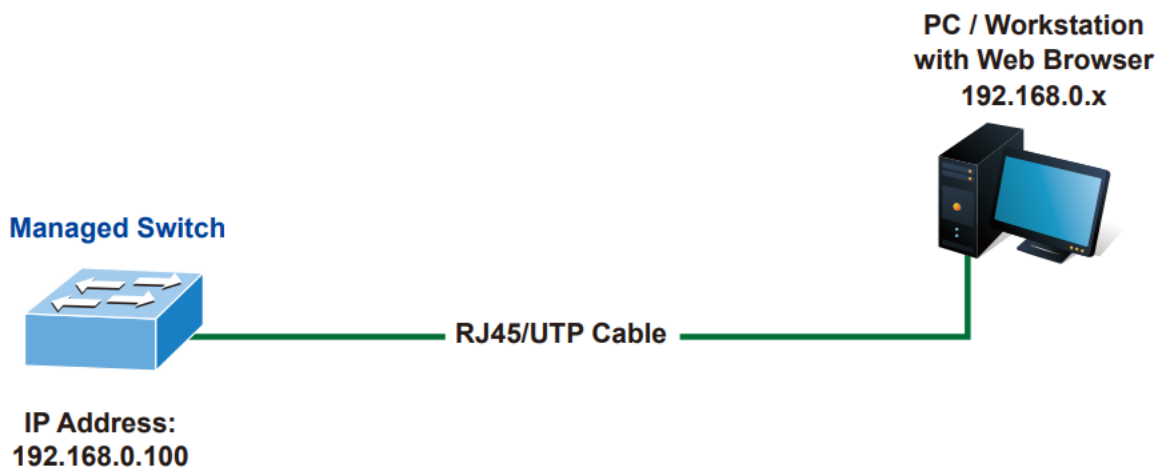 PC / Workstation
with Web Browser
192.168.0.x
Managed Switch
RJ45/UTP Cable
IP Address:
192.168.0.100